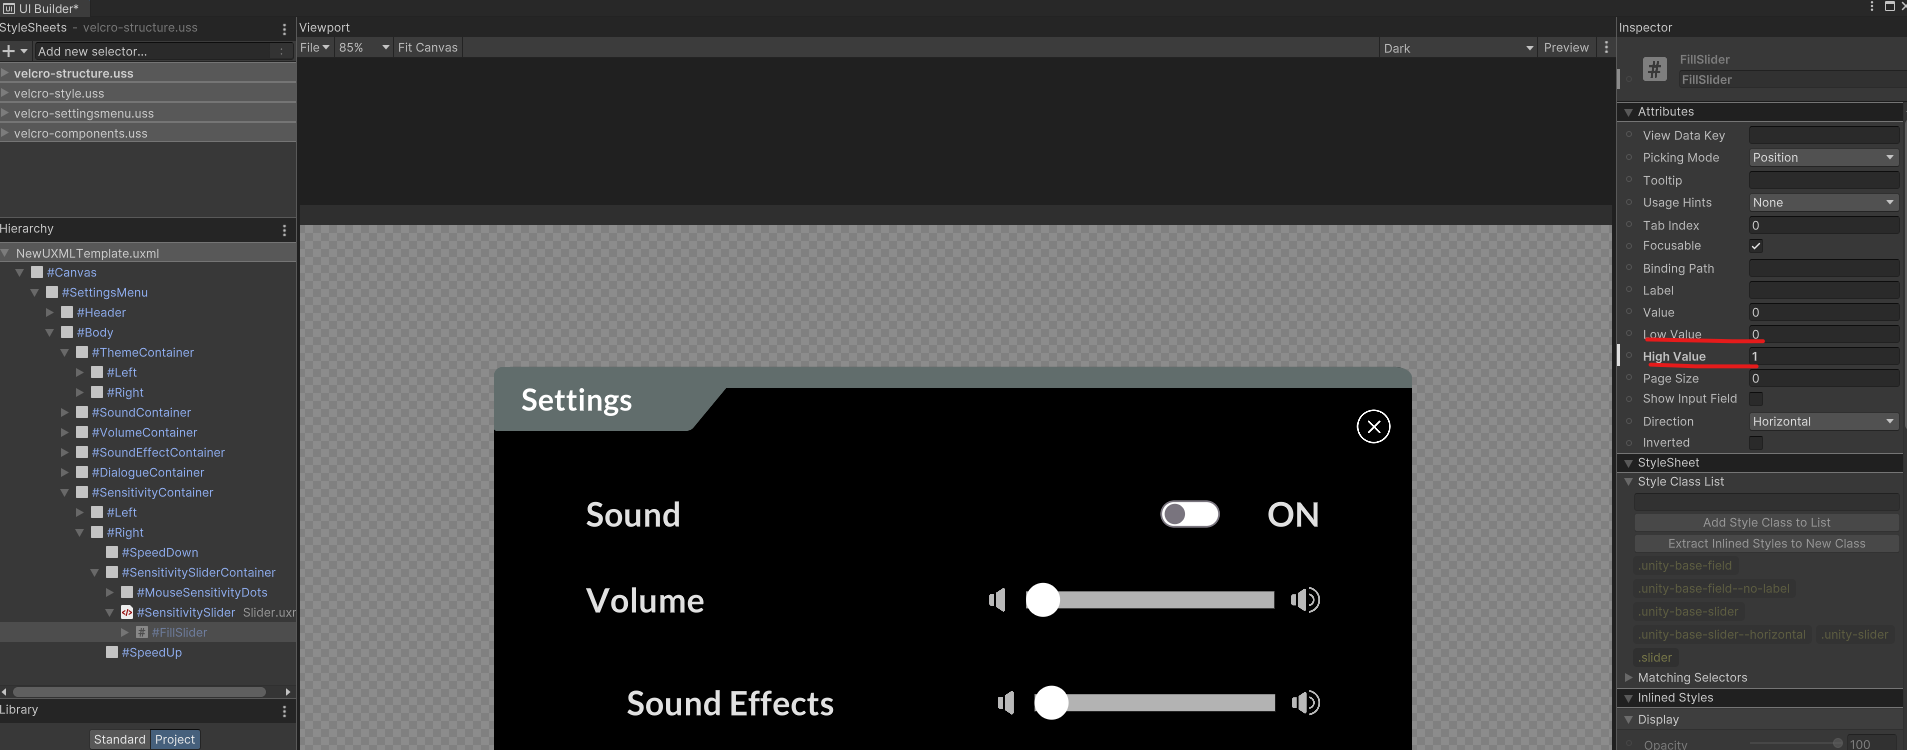 UI Builder*
StyleSheets - velcro-structure.uss
Add new selector...
velcro-structure.uss
velcro-style.uss
velcro-settingsmenu.uss
velcro-components.uss
Hierarchy
NewUXMLTemplate.uxml
#Canvas
#SettingsMenu
#Header
#Body
#ThemeContainer
#Left
#Right
#SoundContainer
#VolumeContainer
#SoundEffectContainer
#DialogueContainer
#SensitivityContainer
#Left
#Right
#SpeedDown
#SensitivitySliderContainer
#MouseSensitivityDots
#SensitivitySlider Slider.uxr
#FillSlider
#SpeedUp
Library
Standard Project
Viewport
File 85% Fit Canvas Dark Preview
Settings
Sound ON
Volume
Sound Effects
Inspector
FillSlider
FillSlider
Attributes
View Data Key
Picking Mode Position
Tooltip
Usage Hints None
Tab Index 0
Focusable
Binding Path
Label
Value 0
Low Value 0
High Value 1
Page Size 0
Show Input Field
Direction Horizontal
Inverted
StyleSheet
Style Class List
Add Style Class to List
Extract Inlined Styles to New Class
.unity-base-field
.unity-base-field--no-label
.unity-base-slider
.unity-base-slider--horizontal .unity-slider
.slider
Matching Selectors
Inlined Styles
Display
Opacity 100